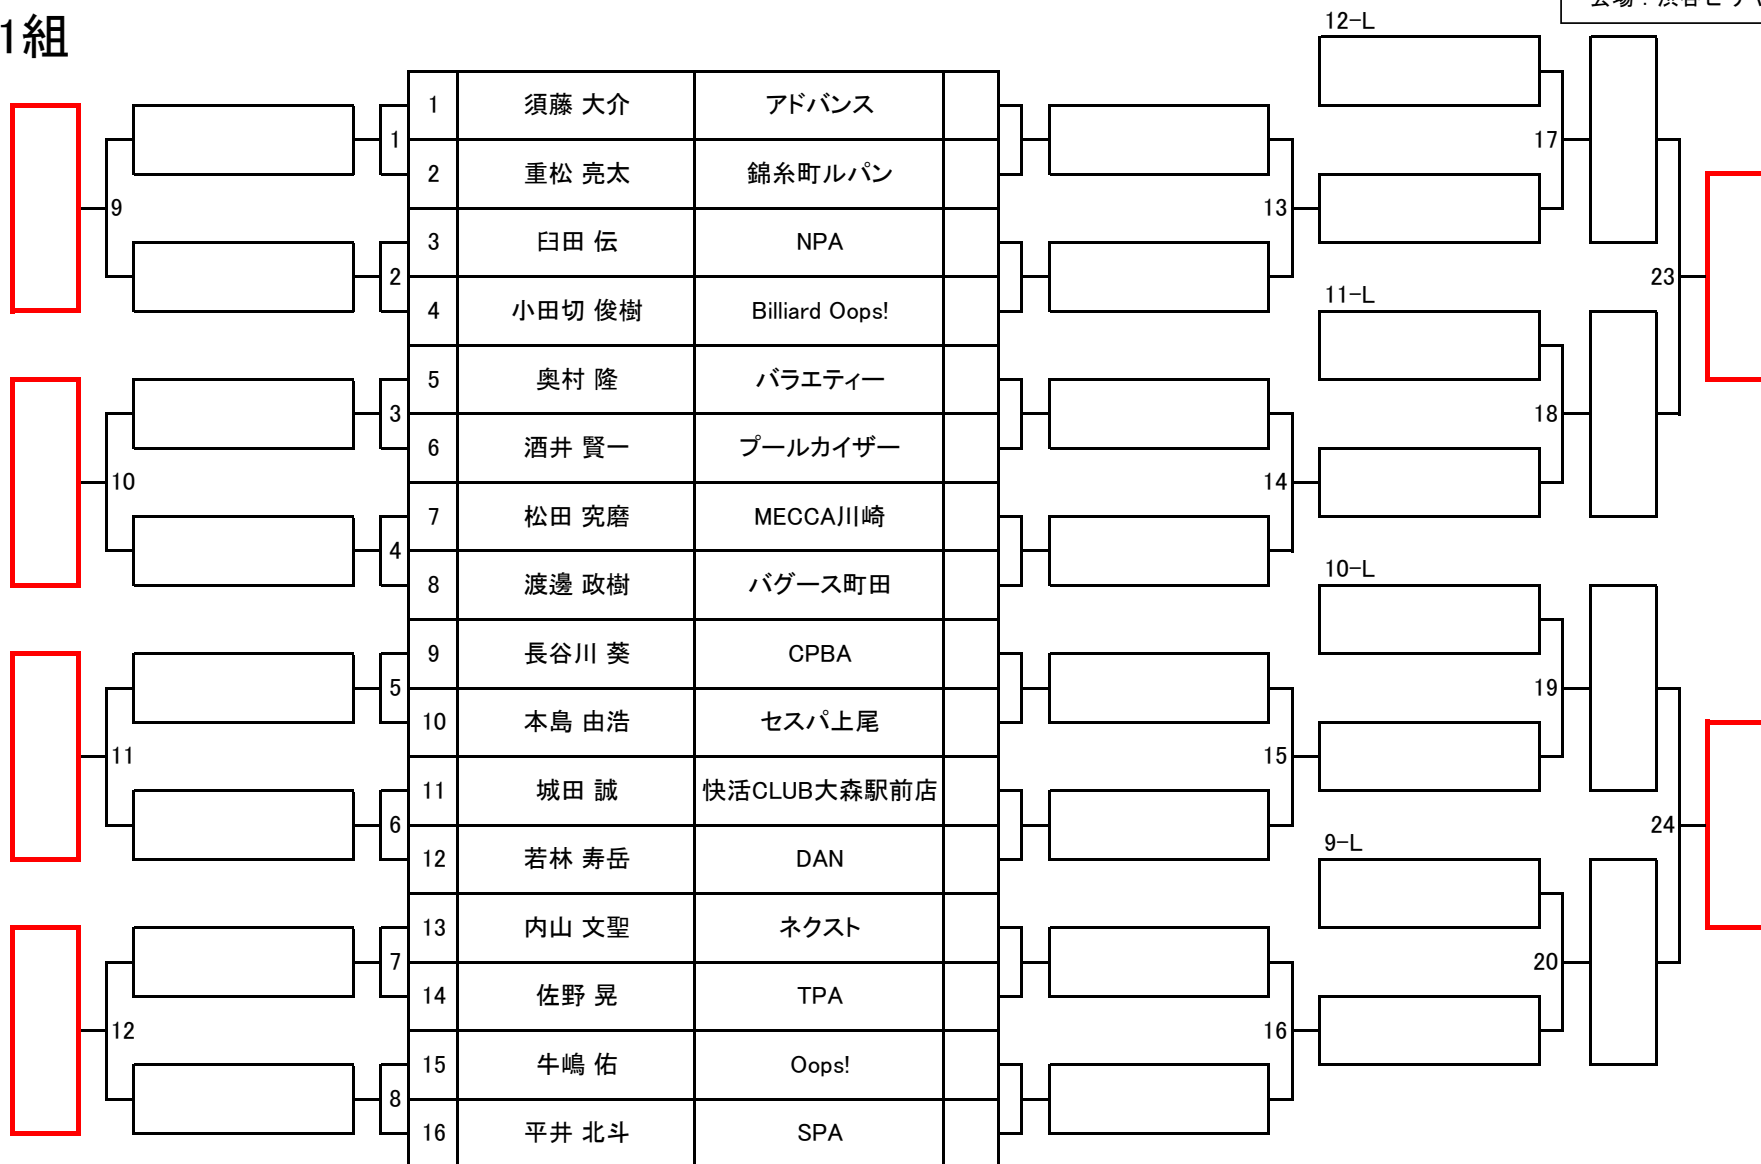 1組
12-L
1 須藤 大介 アドバンス
1 17
2 重松 亮太 錦糸町ルパン
9 13
3 臼田 伝 NPA
2 23
4 小田切 俊樹 Billiard Oops!
11-L
5 奥村 隆 バラエティー
3 18
6 酒井 賢一 プールカイザー
10 14
7 松田 究磨 MECCA川崎
4
8 渡邊 政樹 バグース町田
10-L
9 長谷川 葵 CPBA
5 19
10 本島 由浩 セスパ上尾
11 15
11 城田 誠 快活CLUB大森駅前店
6 24
12 若林 寿岳 DAN
9-L
13 内山 文聖 ネクスト
7 20
14 佐野 晃 TPA
12 16
15 牛嶋 佑 Oops!
8
16 平井 北斗 SPA